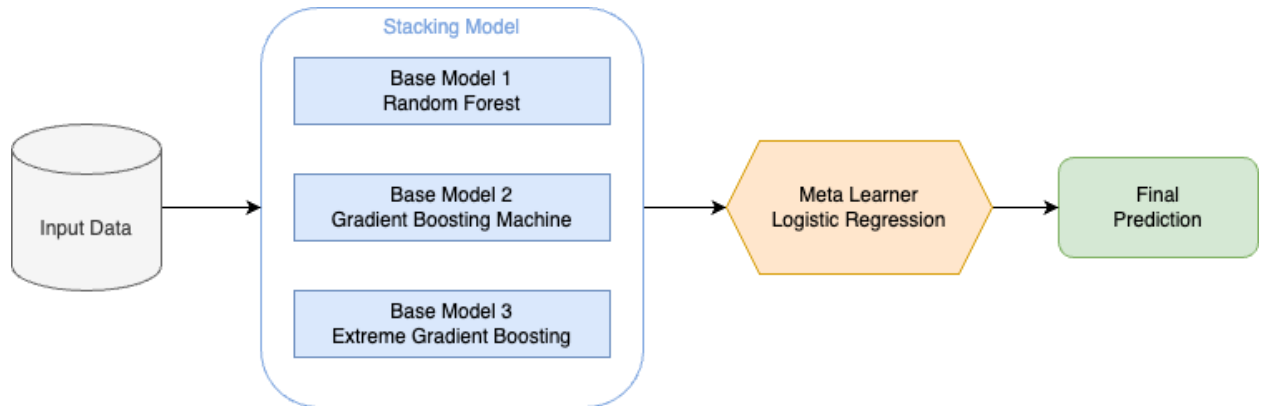 Stacking Model
Base Model 1
Random Forest
Input Data
Base Model 2
Gradient Boosting Machine
Base Model 3
Extreme Gradient Boosting
Meta Learner
Logistic Regression
Final
Prediction